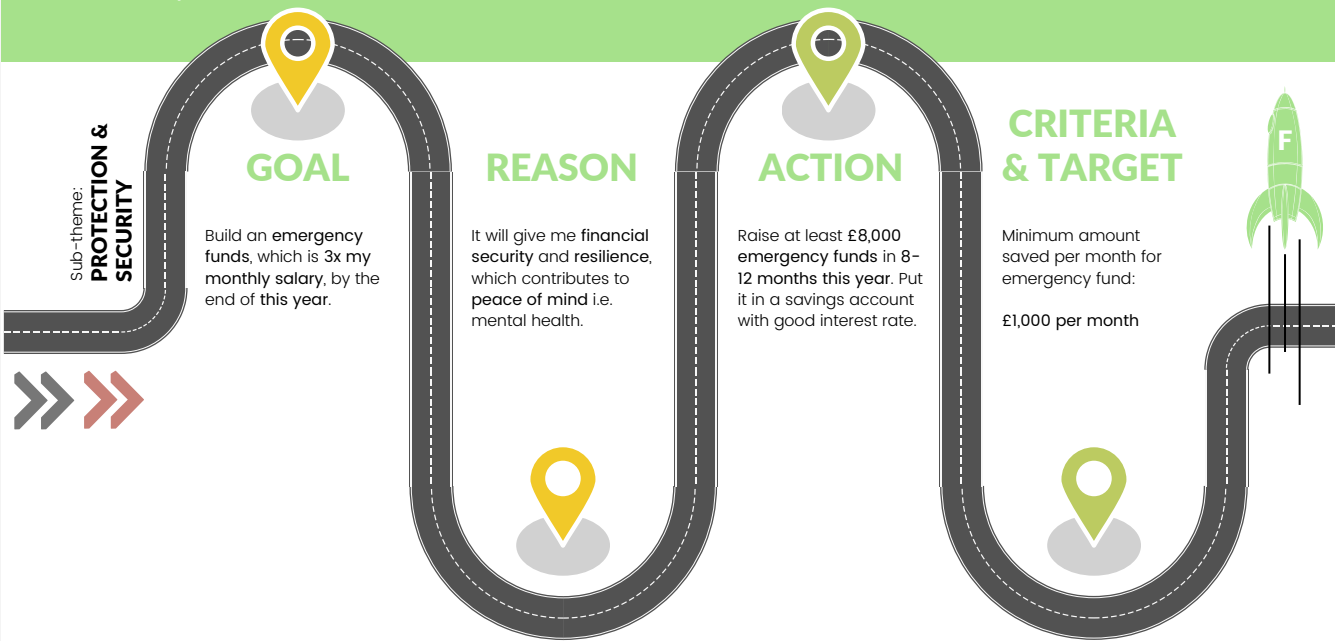 Sub-theme:
PROTECTION &
SECURITY
GOAL
Build an emergency
funds, which is 3x my
monthly salary, by the
end of this year.
REASON
It will give me financial
security and resilience,
which contributes to
peace of mind i.e.
mental health.
ACTION
Raise at least £8,000
emergency funds in 8-
12 months this year. Put
it in a savings account
with good interest rate.
CRITERIA
& TARGET
Minimum amount
saved per month for
emergency fund:
£1,000 per month
F